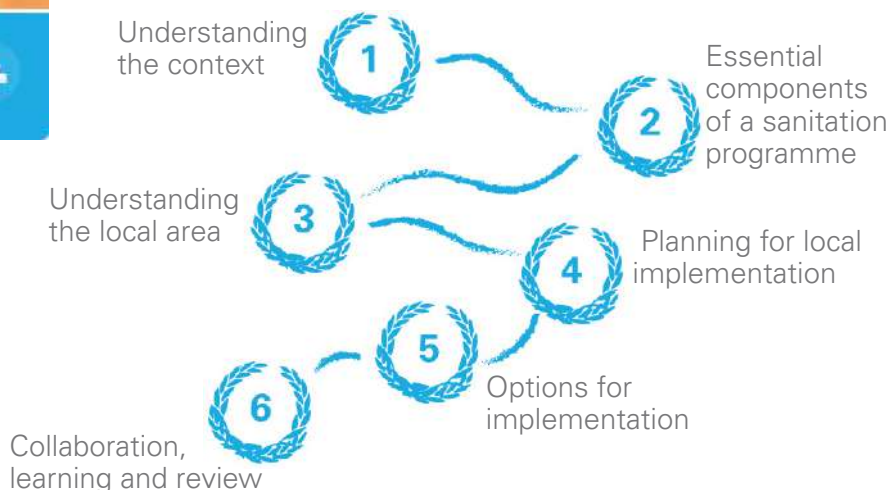 Understanding
the context
1
2
Essential
components
of a sanitation
programme
Understanding
the local area
3
4
Planning for local
implementation
5
Options for
implementation
6
Collaboration,
learning and review